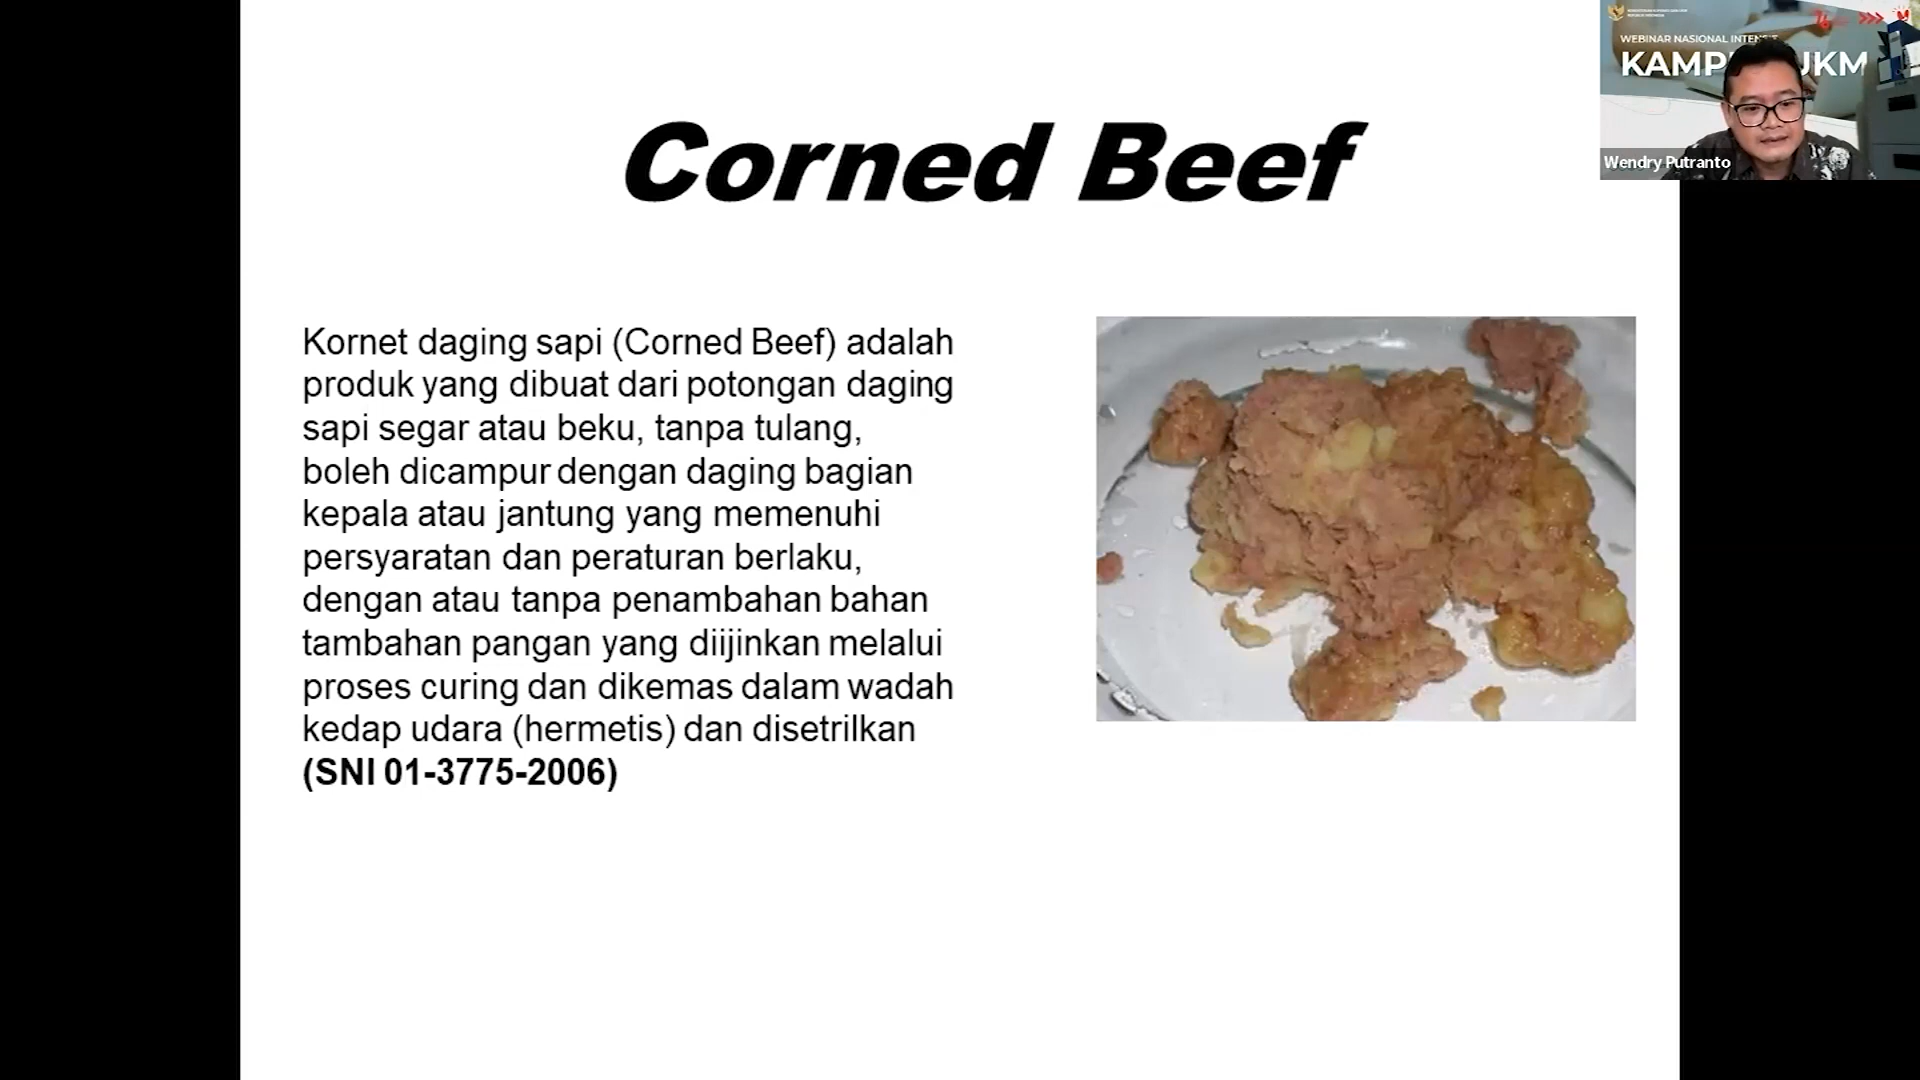 Corned Beef
Kornet daging sapi (Corned Beef) adalah
produk yang dibuat dari potongan daging
sapi segar atau beku, tanpa tulang,
boleh dicampur dengan daging bagian
kepala atau jantung yang memenuhi
persyaratan dan peraturan berlaku,
dengan atau tanpa penambahan bahan
tambahan pangan yang diijinkan melalui
proses curing dan dikemas dalam wadah
kedap udara (hermetis) dan disetrilkan
(SNI 01-3775-2006)
WEBINAR NASIONAL
Wendry Putranto